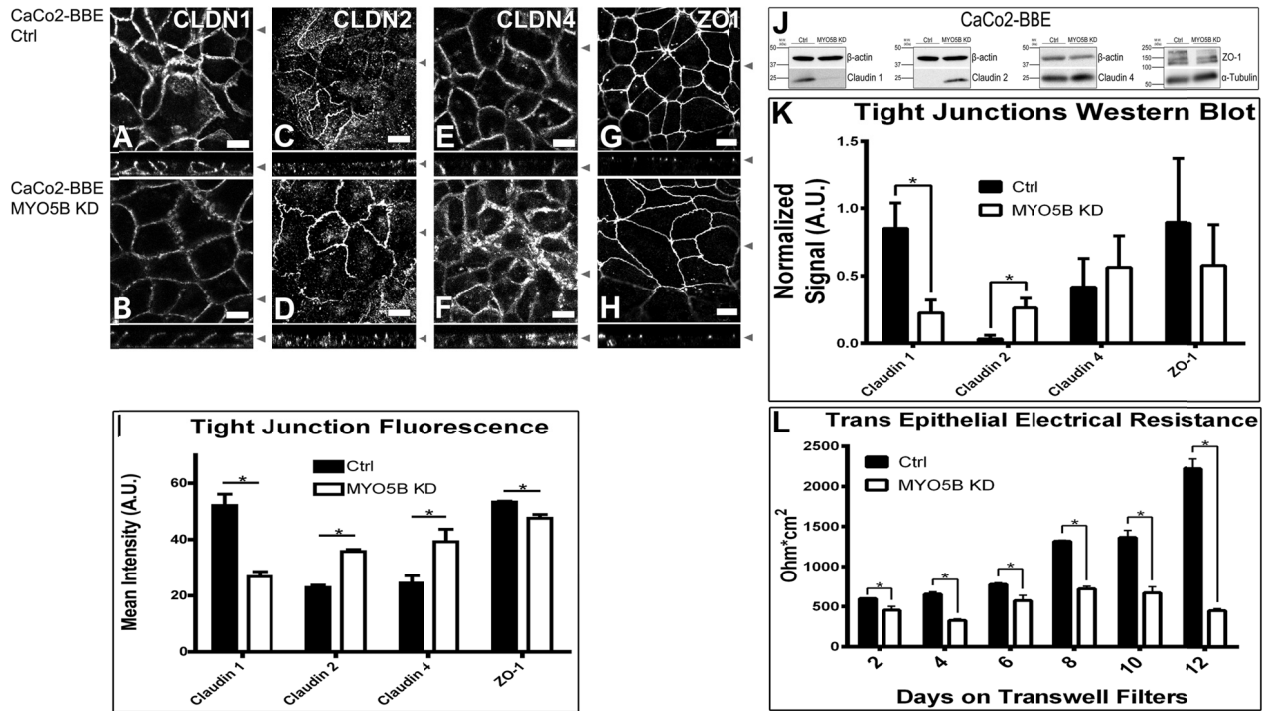 CaCo2-BBE
Ctrl
CLDN1
CLDN2
CLDN4
ZO1
A
C
E
G
CaCo2-BBE
MYO5B KD
B
D
F
H
J
CaCo2-BBE
Ctrl MYO5B KD
50
37
25
β-actin
Claudin 1
Ctrl MYO5B KD
50
37
25
β-actin
Claudin 2
Ctrl MYO5B KD
50
37
25
β-actin
Claudin 4
Ctrl MYO5B KD
250
150
50
ZO-1
α-Tubulin
K
Tight Junctions Western Blot
Normalized
Signal (A.U.)
1.5
1.0
0.5
0.0
*
*
Ctrl
MYO5B KD
Claudin 1
Claudin 2
Claudin 4
ZO-1
I
Tight Junction Fluorescence
Mean Intensity (A.U.)
60
40
20
0
*
*
*
*
Ctrl
MYO5B KD
Claudin 1
Claudin 2
Claudin 4
ZO-1
L
Trans Epithelial Electrical Resistance
Ohm*cm²
2500
2000
1500
1000
500
0
Ctrl
MYO5B KD
*
*
*
*
*
*
2
4
6
8
10
12
Days on Transwell Filters